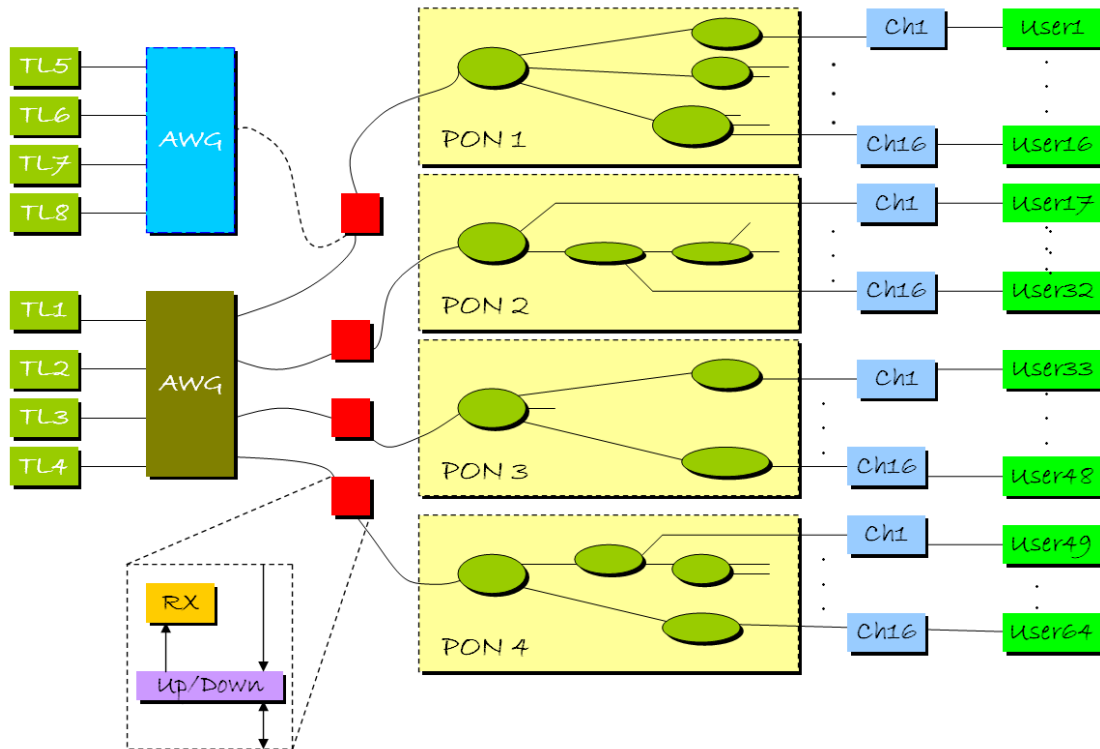 TL5
TL6
TL7
TL8
AWG
TL1
TL2
TL3
TL4
AWG
RX
Up/Down
PON 1
Ch1
User1
Ch16
User16
PON 2
Ch1
User17
Ch16
User32
PON 3
Ch1
User33
Ch16
User48
PON 4
Ch1
User49
Ch16
User64